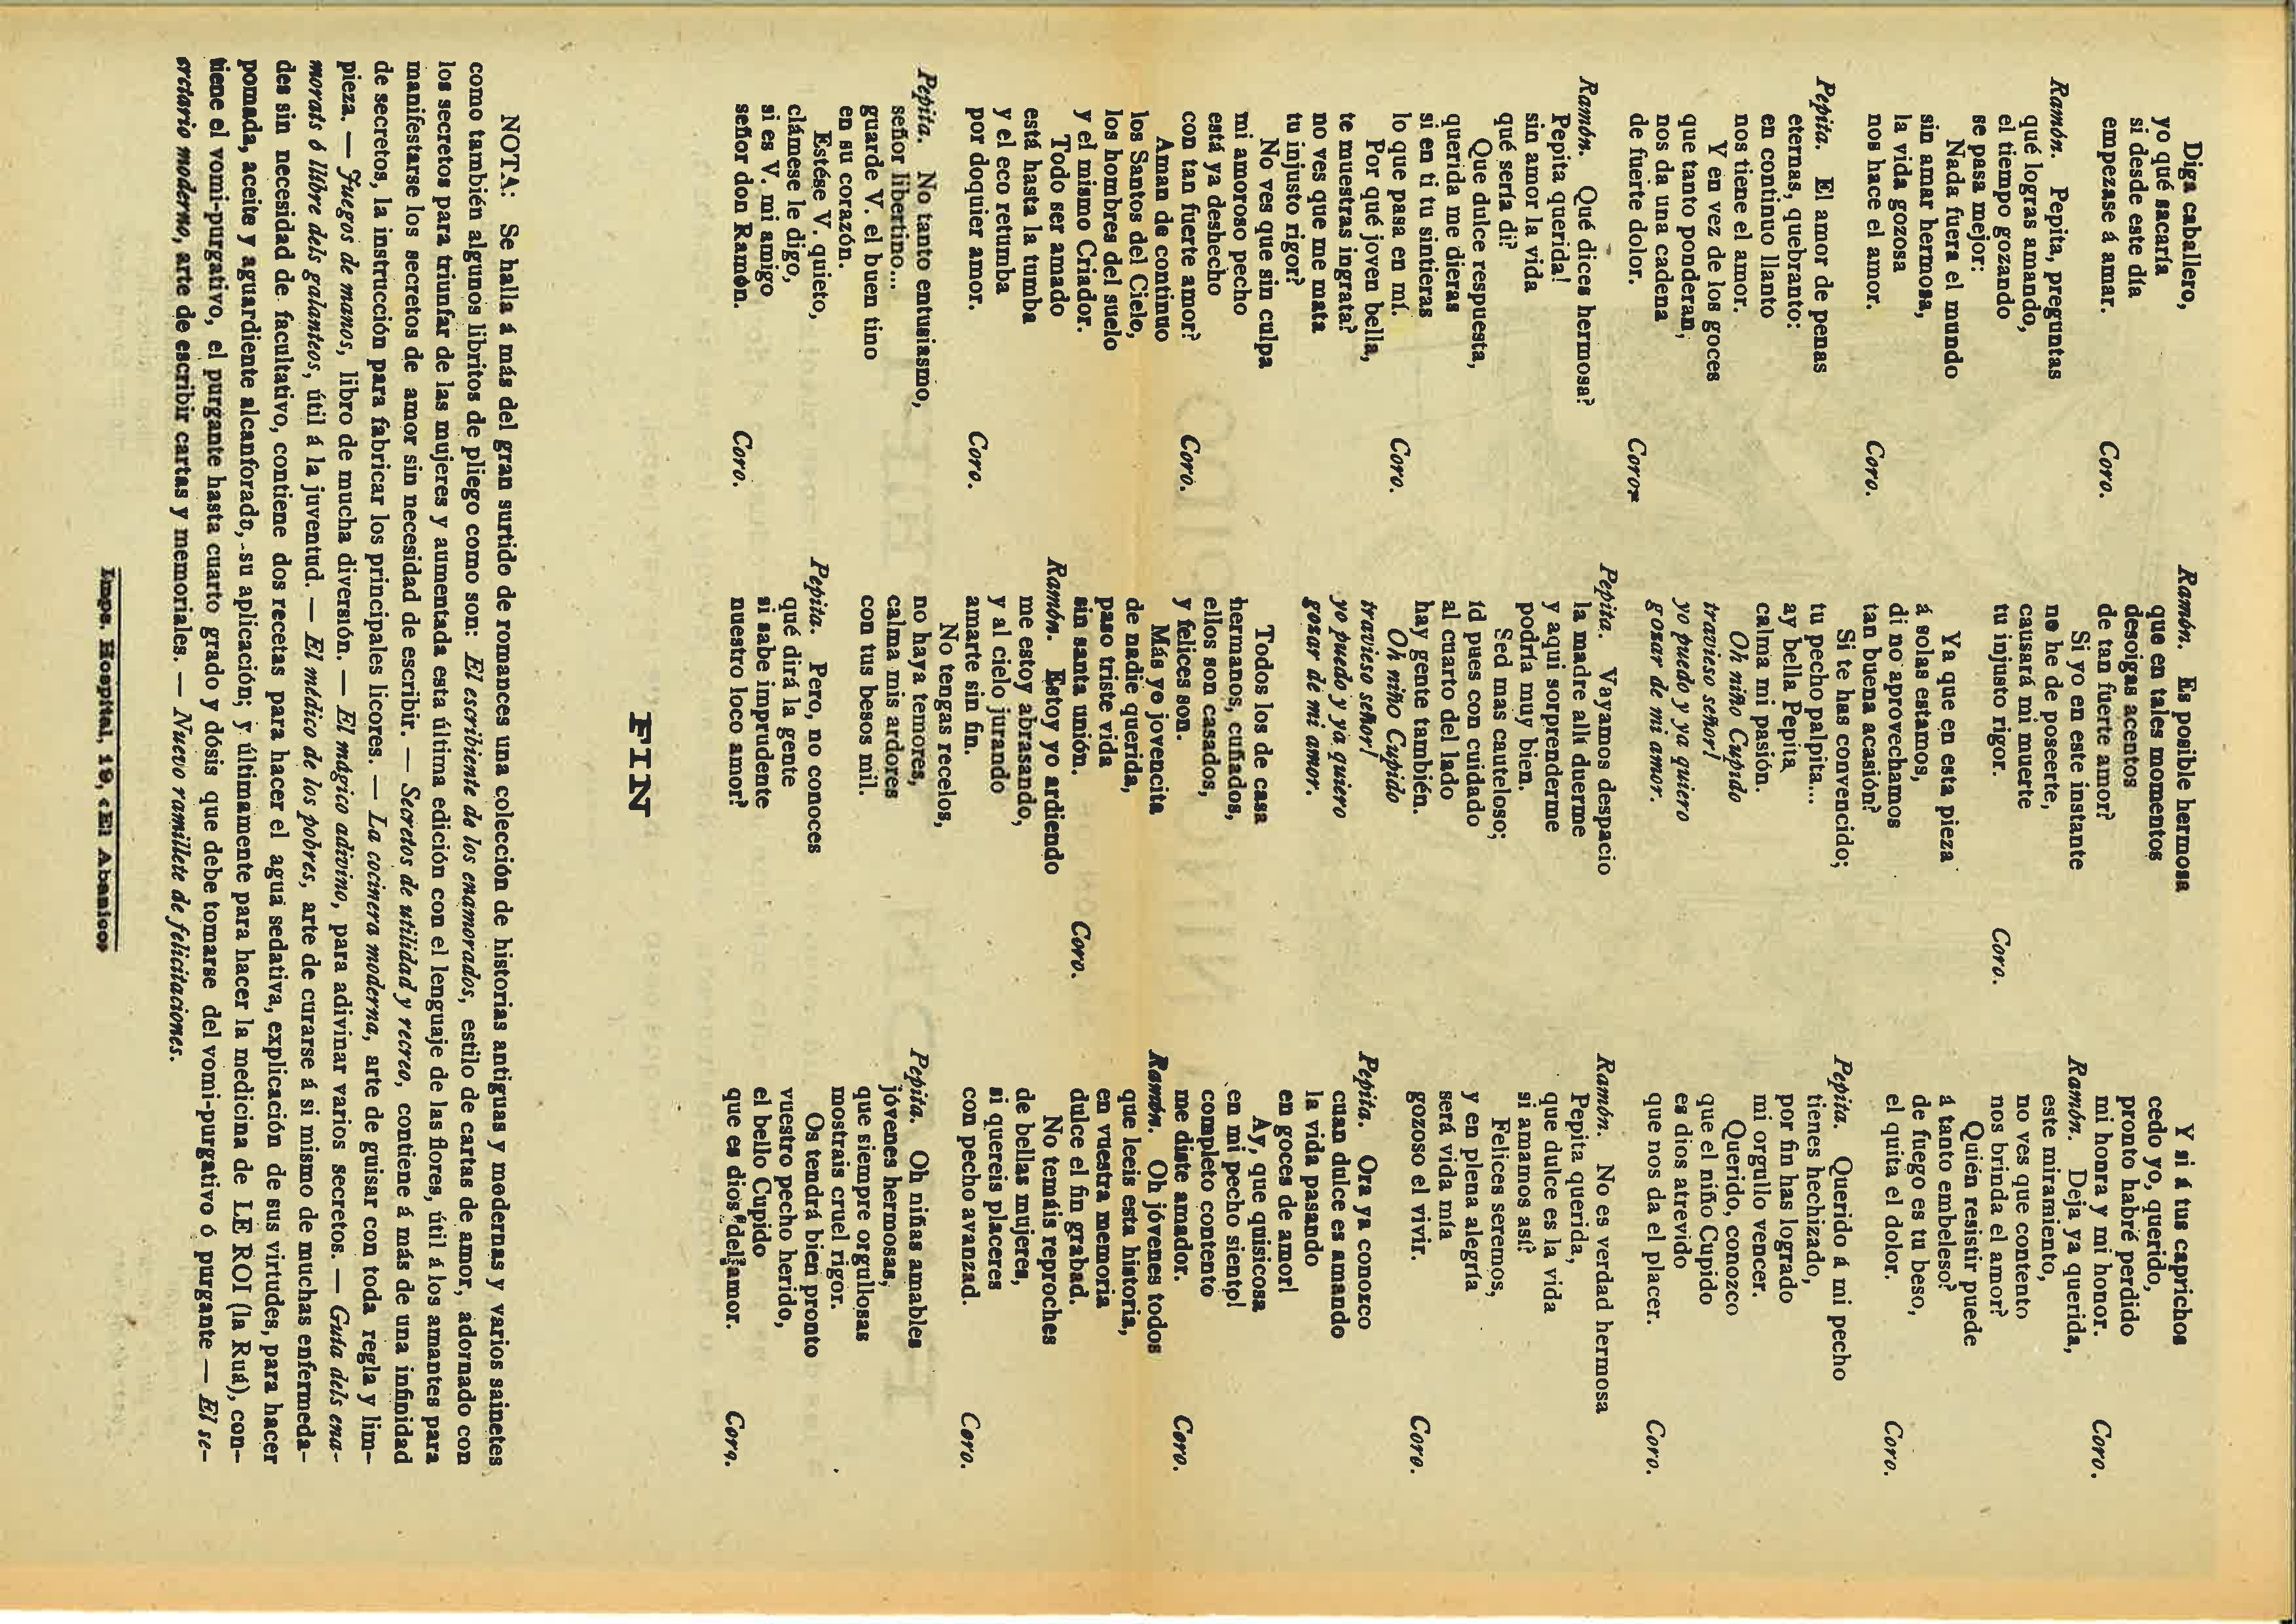 Diga caballero,
yo qué sacaría
si desde este día
empezase á amar. Coro.
Ramón. Pepita, preguntas
qué logras amando,
el tiempo gozando
se pasa mejor:
Nada fuera el mundo
sin amar hermosa,
la vida gozosa
nos hace el amor. Coro.
Pepita. El amor de penas
eternas, quebranto:
en continuo llanto
nos tiene el amor.
Y en vez de los goces
que tanto ponderan,
nos da una cadena
de fuerte dolor. Coro.
Ramón. Qué dices hermosa?
Pepita querida!
sin amor la vida
qué sería di?
Que dulce respuesta,
querida me dieras
si en ti tu sintieras
lo que pasa en mí. Coro.
Por qué joven bella,
te muestras ingrata?
no ves que me mata
tu injusto rigor?
No ves que sin culpa
mi amoroso pecho
está ya deshecho
con tan fuerte amor? Coro.
Aman de continuo
los Santos del Cielo,
los hombres del suelo
y el mismo Criador.
Todo ser amado
está hasta la tumba
y el eco retumba
por doquier amor. Coro.
Pepita. No tanto entusiasmo,
señor libertino...
guarde V. el buen tino
en su corazón.
Estése V. quieto,
clámese le digo,
si es V. mi amigo
señor don Ramón. Coro.
Ramón. Es posible hermosa
que en tales momentos
desoigas acentos
de tan fuerte amor?
Si yo en este instante
no he de poseerte,
causará mi muerte
tu injusto rigor. Coro.
Ya que en esta pieza
á solas estamos,
di no aprovechamos
tan buena acasión?
Si te has convencido;
tu pecho palpita...
ay bella Pepita
calma mi pasión.
Oh niño Cupido
travieso señor!
yo puedo y ya quiero
gozar de mi amor.
Pepita. Vayamos despacio
la madre allí duerme
y aqui sorprenderme
podría muy bien.
Sed mas cauteloso;
íd pues con cuidado
al cuarto del lado
hay gente también.
Oh niño Cupido
travieso señor!
yo puedo y ya quiero
gozar de mi amor.
Todos los de casa
hermanos, cuñados,
ellos son casados,
y felices son.
Más yo jovencita
de nadie querida,
paso triste vida
sin santa unión. Coro.
Ramón. Estoy yo ardiendo
me estoy abrasando,
y al cielo jurando
amarte sin fin.
No tengas recelos,
no haya temores,
calma mis ardores
con tus besos mil.
Pepita. Pero, no conoces
qué dirá la gente
si sabe imprudente
nuestro loco amor?
Y si á tus caprichos
cedo yo, querido,
pronto habré perdido
mi honra y mi honor. Coro.
Ramón. Deja ya querida,
este miramiento,
no ves que contento
nos brinda el amor?
Quién resistir puede
á tanto embeleso?
de fuego es tu beso,
el quita el dolor. Coro.
Pepita. Querido á mi pecho
tienes hechizado,
por fin has logrado
mi orgullo vencer.
Querido, conozco
que el niño Cupido
es dios atrevido
que nos da el placer. Coro.
Ramón. No es verdad hermosa
Pepita querida,
que dulce es la vida
si amamos así?
Felices seremos,
y en plena alegría
será vida mía
gozoso el vivir. Coro.
Pepita. Ora ya conozco
cuan dulce es amando
la vida pasando
en goces de amor!
Ay, que quisicosa
en mi pecho siento!
completo contento
me diste amador. Coro.
Ramón. Oh jóvenes todos
que leeis esta historia,
en vuestra memoria
dulce el fin grabad.
No temáis reproches
de bellas mujeres,
si quereis placeres
con pecho avanzad. Coro.
Pepita. Oh niñas amables
jóvenes hermosas,
que siempre orgullosas
mostrais cruel rigor.
Os tendrá bien pronto
vuestro pecho herido,
el bello Cupido
que es dios del amor. Coro.
FIN
NOTA: Se halla á más del gran surtido de romances una colección de historias antiguas y modernas y varios sainetes
como también algunos libritos de pliego como son: El escribiente de los enamorados, estilo de cartas de amor, adornado con
los secretos para triunfar de las mujeres y aumentada esta última edición con el lenguaje de las flores, útil á los amantes para
manifestarse los secretos de amor sin necesidad de escribir. — Secretos de utilidad y recreo, contiene á más de una infinidad
de secretos, la instrucción para fabricar los principales licores. — La cocinera moderna, arte de guisar con toda regla y lim-
pieza. — Juegos de manos, libro de mucha diversión. — El mágico adivino, para adivinar varios secretos. — Guía dels ena-
morats ó llibre dels galanteos, útil á la juventud. — El médico de los pobres, arte de curarse á si mismo de muchas enfermeda-
des sin necesidad de facultativo, contiene dos recetas para hacer el agua sedativa, explicación de sus virtudes, para hacer
pomada, aceite y aguardiente alcanforado, su aplicación; y últimamente para hacer la medicina de LE ROI (la Ruá), con-
tiene el vomi-purgativo, el purgante hasta cuarto grado y dósis que debe tomarse del vomi-purgativo ó purgante — El se-
cretario moderno, arte de escribir cartas y memoriales. — Nuevo ramillete de felicitaciones.
Imps. Hospital, 19, «El Abanico»